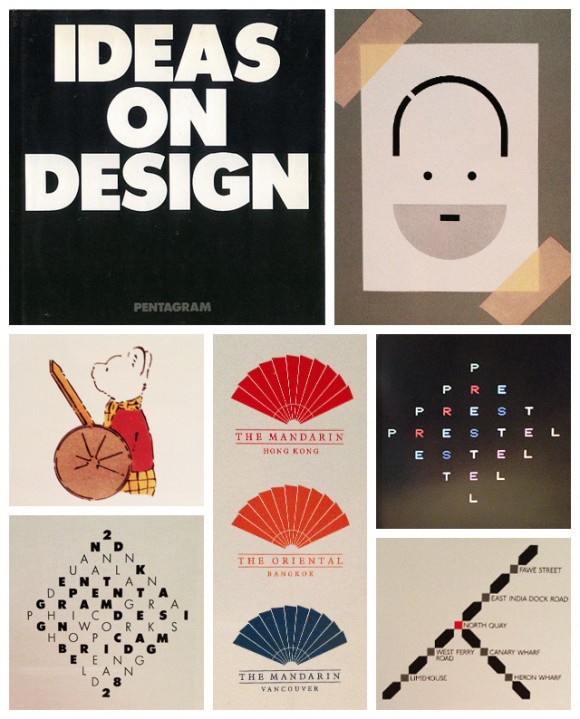 IDEAS
ON
DESIGN
PENTAGRAM
THE MANDARIN
HONG KONG
THE ORIENTAL
BANGKOK
THE MANDARIN
VANCOUVER
P
P R E
P R E S T
P R E S T E L
E S T E L
T E L
L
2
N D
A N N
U A L K
E N T A N
D P E N T A
G R A M G R A
P H I C D E S I
G N W O R K S
H O P C A M
B R I D G
E E N G
L A N
D 8
2
FAWE STREET
EAST INDIA DOCK ROAD
NORTH QUAY
WEST FERRY
ROAD
CANARY WHARF
LIMEHOUSE
HERON WHARF